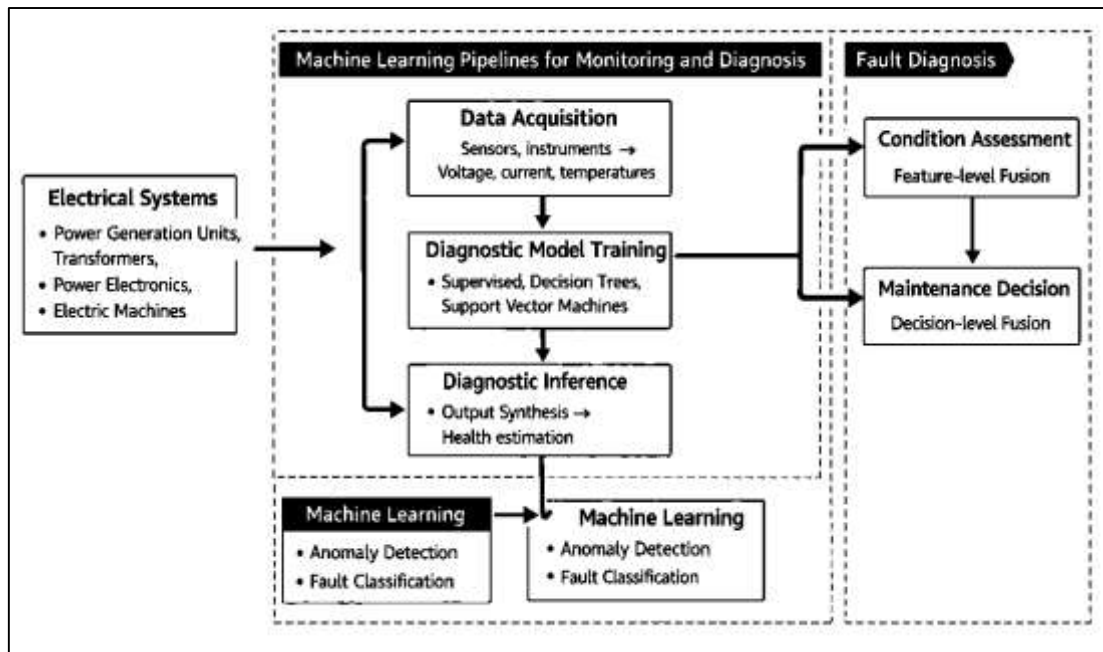 Machine Learning Pipelines for Monitoring and Diagnosis
Fault Diagnosis
Electrical Systems
• Power Generation Units,
Transformers,
• Power Electronics,
• Electric Machines
Data Acquisition
Sensors, instruments →
Voltage, current, temperatures
Diagnostic Model Training
• Supervised, Decision Trees,
Support Vector Machines
Diagnostic Inference
• Output Synthesis →
Health estimation
Condition Assessment
Feature-level Fusion
Maintenance Decision
Decision-level Fusion
Machine Learning
• Anomaly Detection
• Fault Classification
Machine Learning
• Anomaly Detection
• Fault Classification